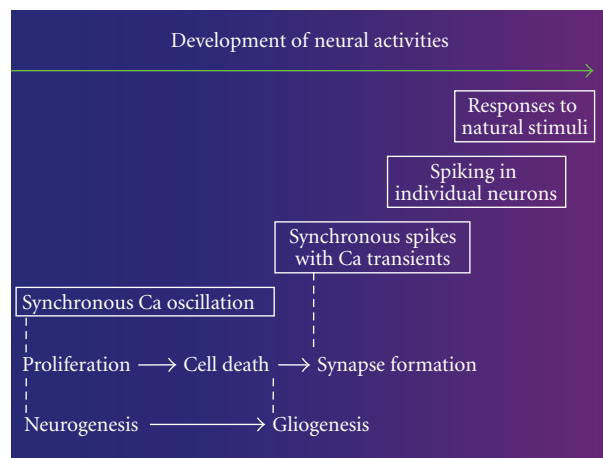 Development of neural activities
Responses to
natural stimuli
Spiking in
individual neurons
Synchronous spikes
with Ca transients
Synchronous Ca oscillation
Proliferation Cell death Synapse formation
Neurogenesis Gliogenesis